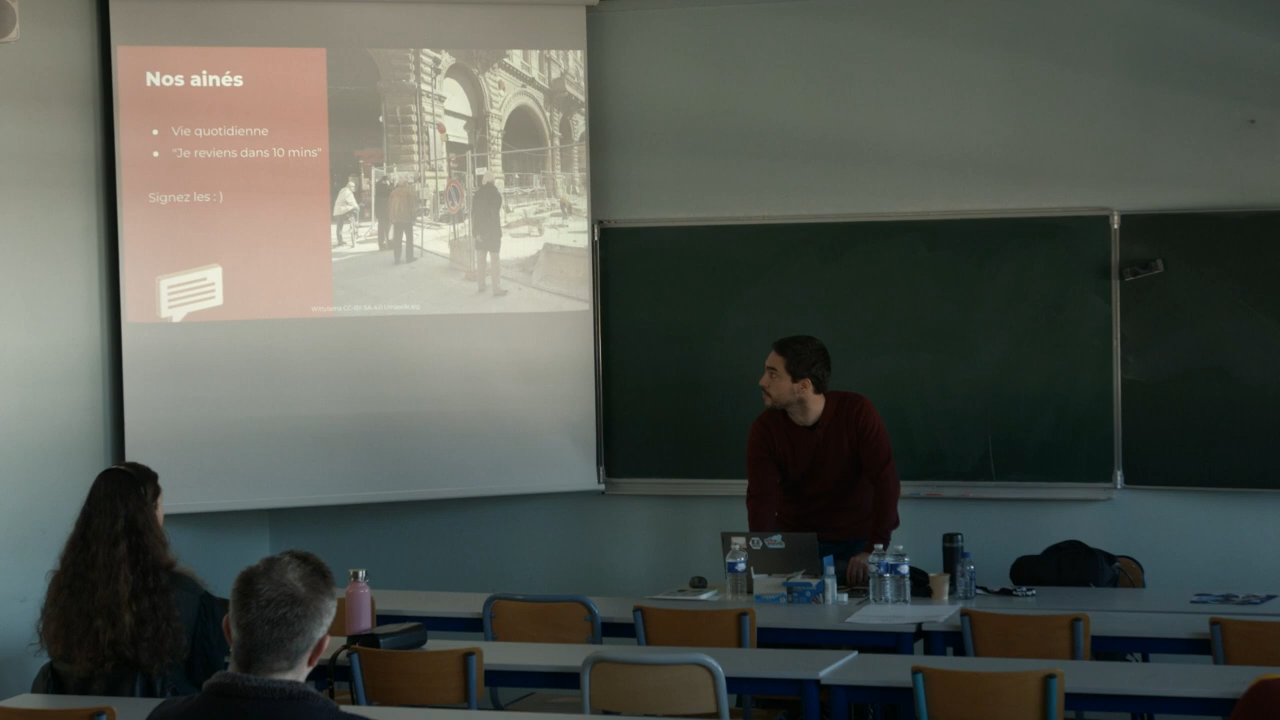 Nos ainés
Vie quotidienne
"Je reviens dans 10 mins"
Signez les : )